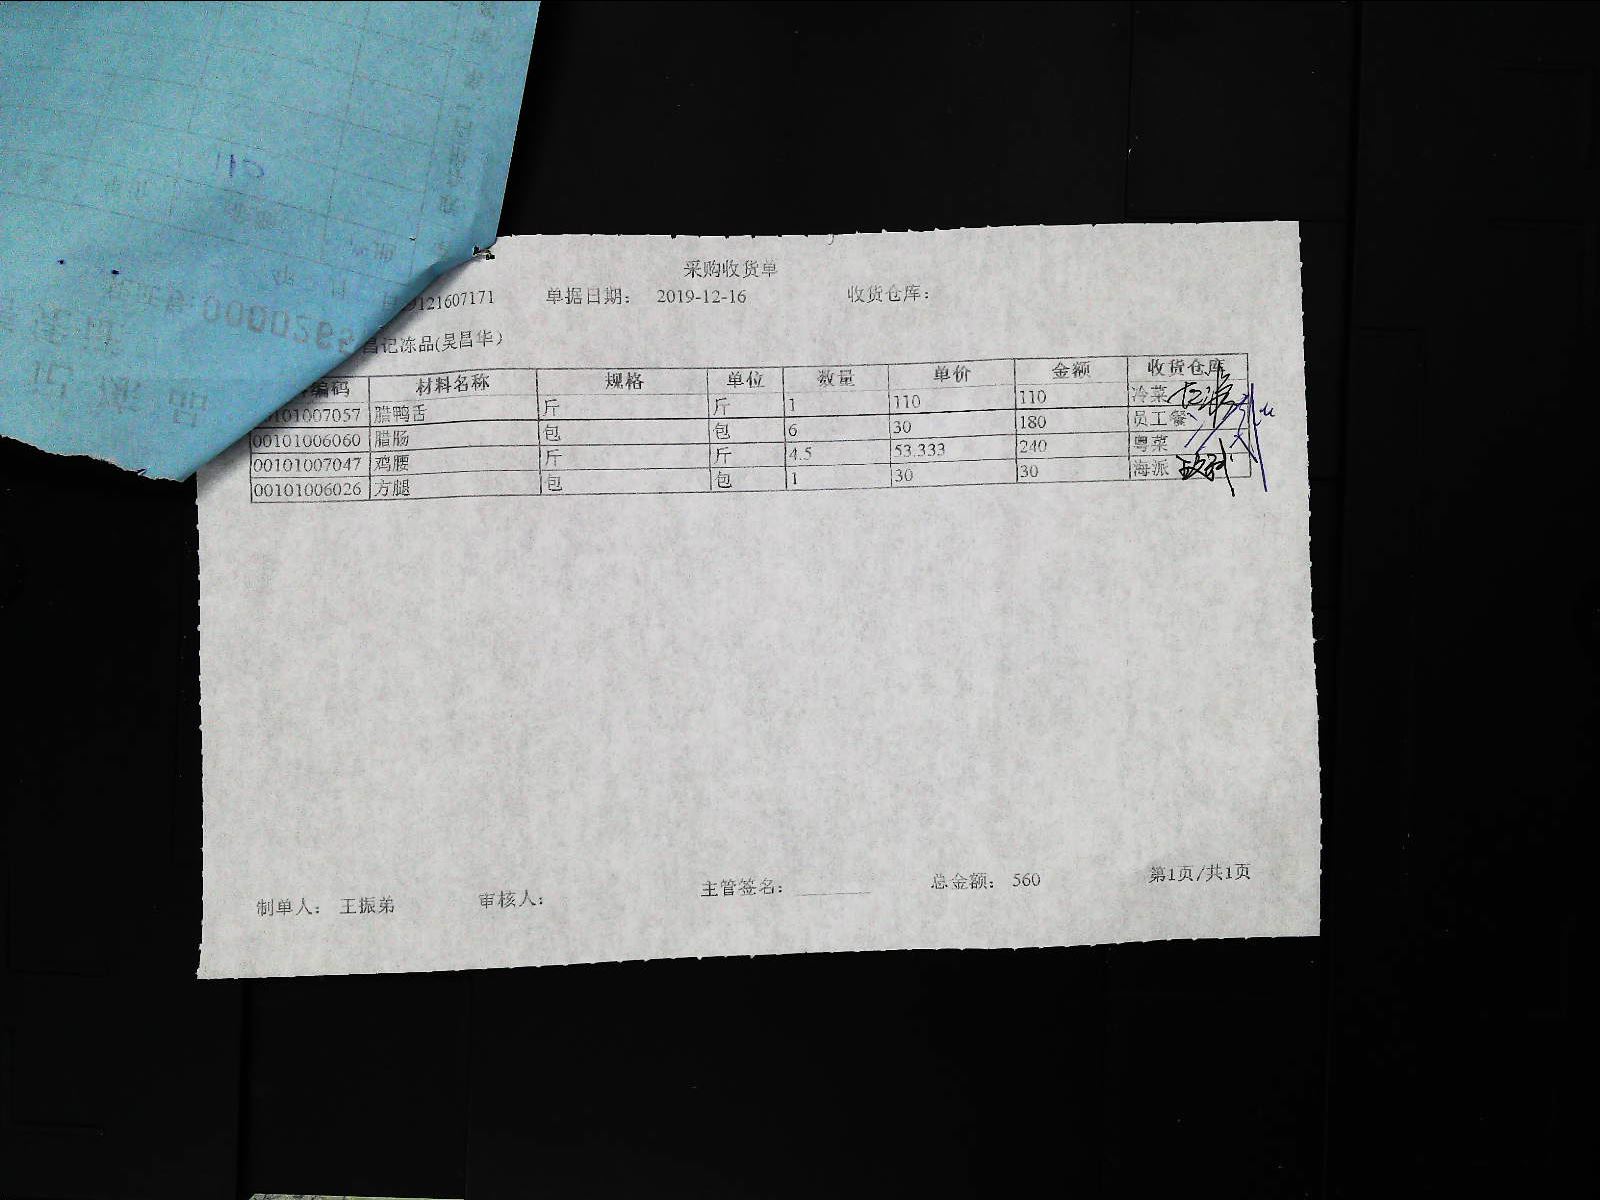 采购收货单
9121607171 单据日期： 2019-12-16 收货仓库：
昌记冻品(吴昌华)
编码 材料名称 规格 单位 数量 单价 金额 收货仓库
0101007057 腊鸭舌 斤 斤 1 110 110 冷菜
00101006060 腊肠 包 包 6 30 180 员工餐
00101007047 鸡腰 斤 斤 4.5 53.333 240 粤菜
00101006026 方腿 包 包 1 30 30 海派
制单人： 王振弟 审核人： 主管签名： 总金额： 560 第1页/共1页